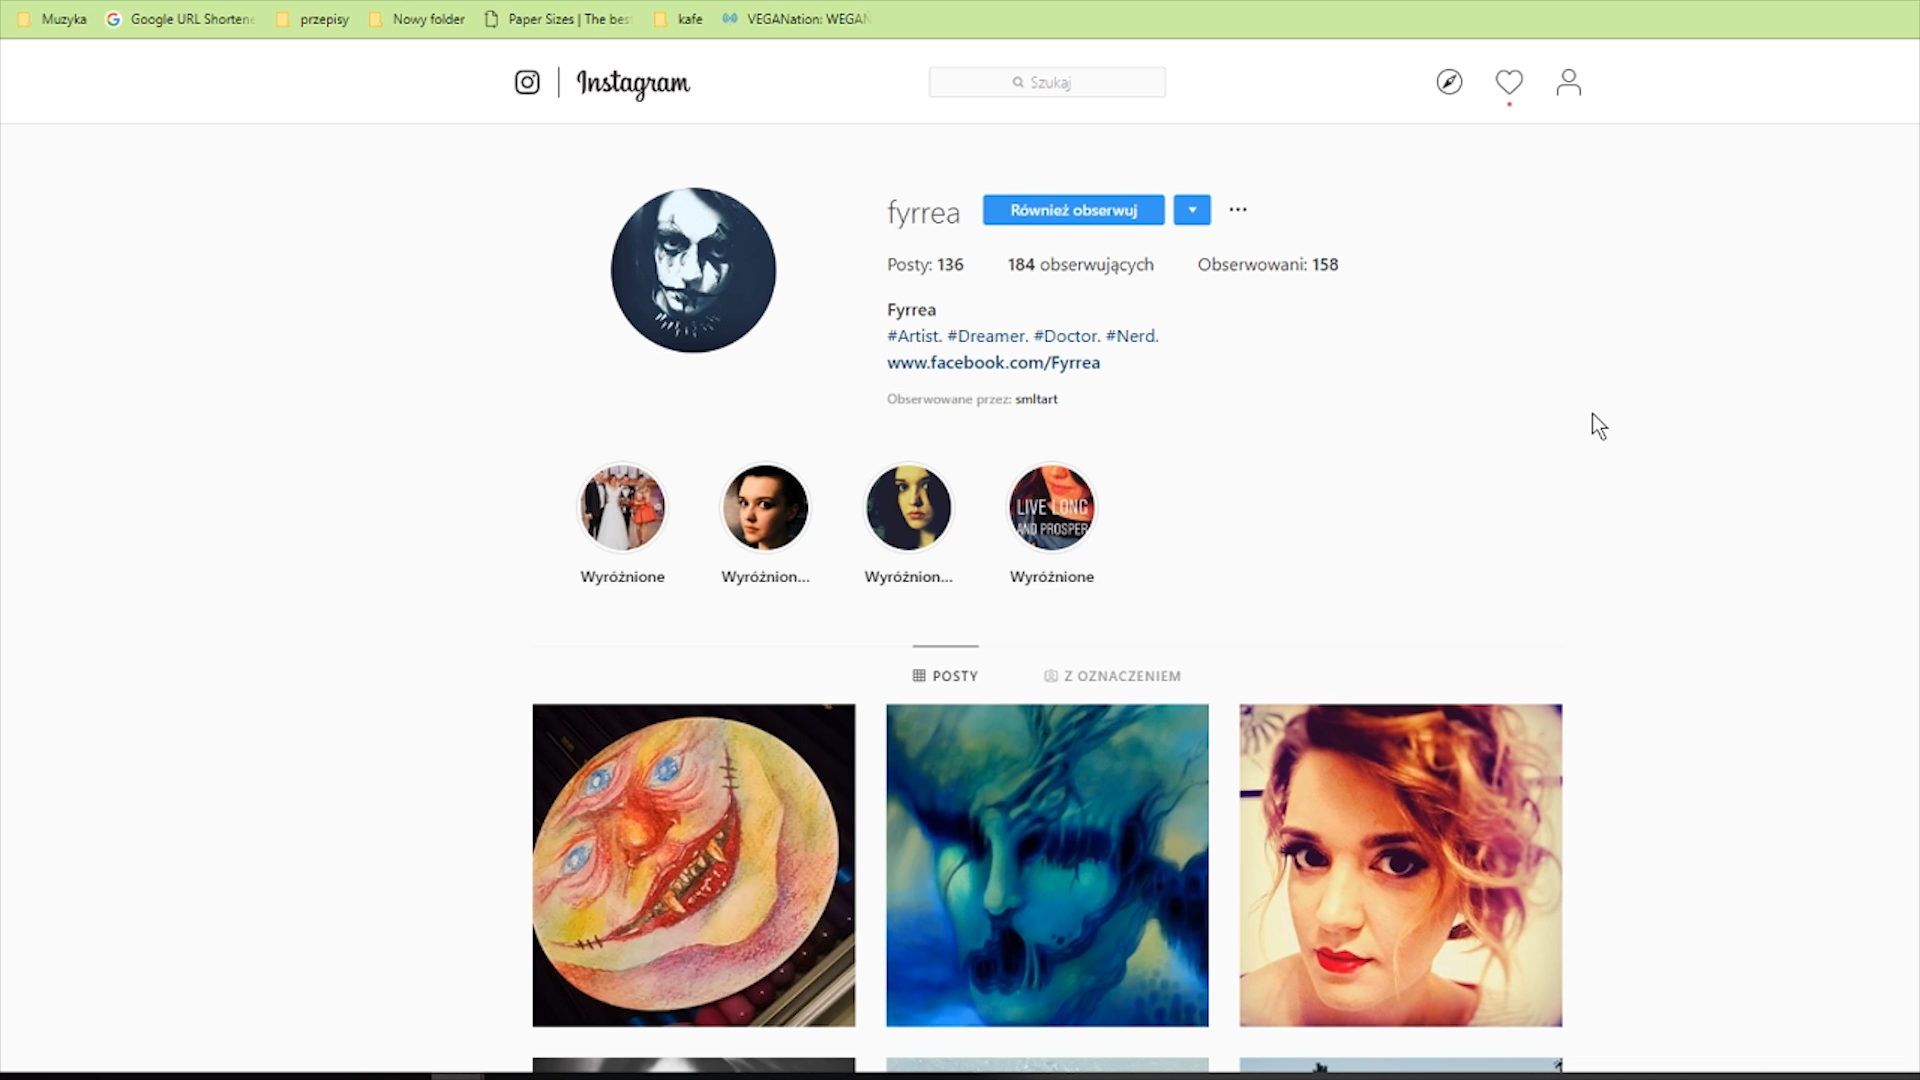 Muzyka
Google URL Shortene
przepisy
Nowy folder
Paper Sizes | The bes
kafe
VEGANation: WEGAŃ
Instagram
Szukaj
fyrrea
Również obserwuj
Posty: 136
184 obserwujących
Obserwowani: 158
Fyrrea
#Artist. #Dreamer. #Doctor. #Nerd.
www.facebook.com/Fyrrea
Obserwowane przez: smltart
LIVE LONG
AND PROSPER
Wyróżnione
Wyróżnion...
Wyróżnion...
Wyróżnione
POSTY
Z OZNACZENIEM